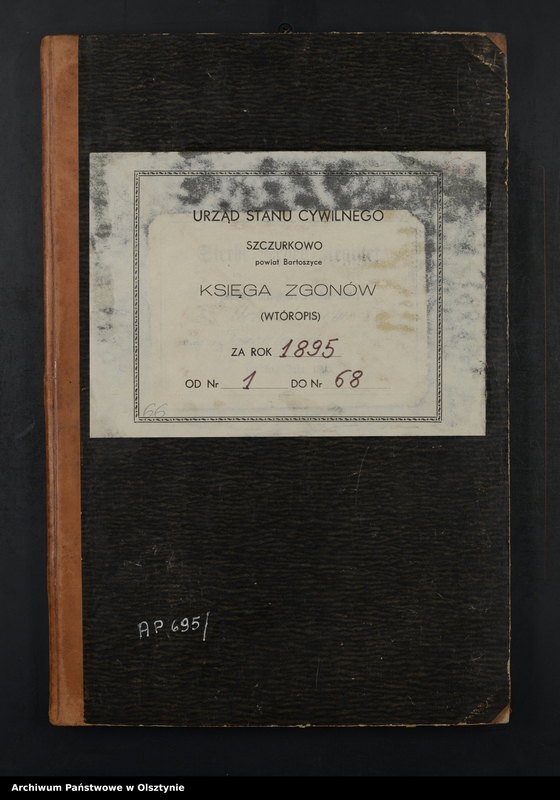 URZĄD STANU CYWILNEGO
SZCZURKOWO
powiat Bartoszyce
KSIĘGA ZGONÓW
(WTÓROPIS)
ZA ROK 1895
OD Nr 1 DO Nr 68
66
AP 695/
Archiwum Państwowe w Olsztynie